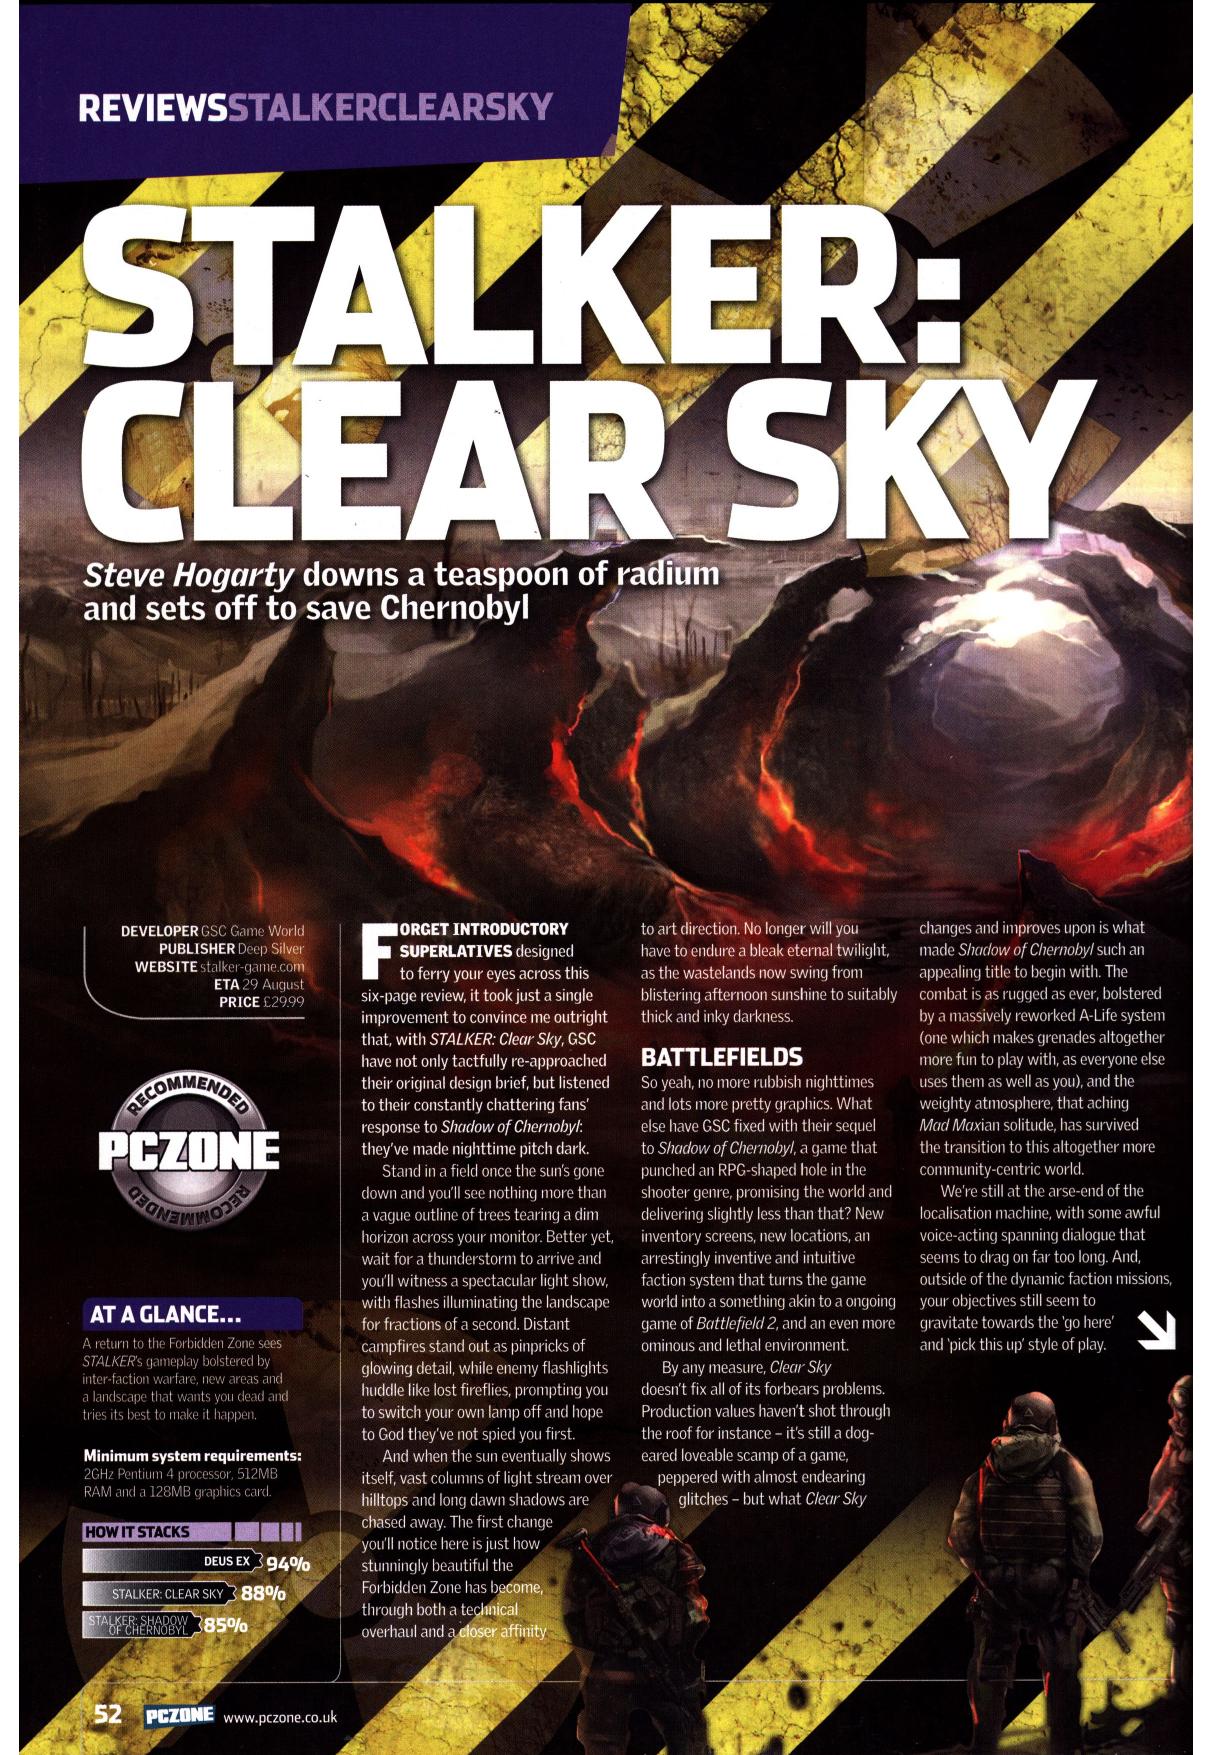 REVIEWSSTALKERCLEARSKY
STALKER:
CLEAR SKY
Steve Hogarty downs a teaspoon of radium
and sets off to save Chernobyl
DEVELOPER GSC Game World
PUBLISHER Deep Silver
WEBSITE stalker-game.com
ETA 29 August
PRICE £29.99
RECOMMENDED
PCZONE
RECOMMENDED
AT A GLANCE...
A return to the Forbidden Zone sees
STALKER's gameplay bolstered by
inter-faction warfare, new areas and
a landscape that wants you dead and
tries its best to make it happen.
Minimum system requirements:
2GHz Pentium 4 processor, 512MB
RAM and a 128MB graphics card.
HOW IT STACKS
DEUS EX 94%
STALKER: CLEAR SKY 88%
STALKER: SHADOW
OF CHERNOBYL 85%
FORGET INTRODUCTORY
SUPERLATIVES designed
to ferry your eyes across this
six-page review, it took just a single
improvement to convince me outright
that, with STALKER: Clear Sky, GSC
have not only tactfully re-approached
their original design brief, but listened
to their constantly chattering fans'
response to Shadow of Chernobyl:
they've made nighttime pitch dark.
Stand in a field once the sun's gone
down and you'll see nothing more than
a vague outline of trees tearing a dim
horizon across your monitor. Better yet,
wait for a thunderstorm to arrive and
you'll witness a spectacular light show,
with flashes illuminating the landscape
for fractions of a second. Distant
campfires stand out as pinpricks of
glowing detail, while enemy flashlights
huddle like lost fireflies, prompting you
to switch your own lamp off and hope
to God they've not spied you first.
And when the sun eventually shows
itself, vast columns of light stream over
hilltops and long dawn shadows are
chased away. The first change
you'll notice here is just how
stunningly beautiful the
Forbidden Zone has become,
through both a technical
overhaul and a closer affinity
to art direction. No longer will you
have to endure a bleak eternal twilight,
as the wastelands now swing from
blistering afternoon sunshine to suitably
thick and inky darkness.
BATTLEFIELDS
So yeah, no more rubbish nighttimes
and lots more pretty graphics. What
else have GSC fixed with their sequel
to Shadow of Chernobyl, a game that
punched an RPG-shaped hole in the
shooter genre, promising the world and
delivering slightly less than that? New
inventory screens, new locations, an
arrestingly inventive and intuitive
faction system that turns the game
world into a something akin to a ongoing
game of Battlefield 2, and an even more
ominous and lethal environment.
By any measure, Clear Sky
doesn't fix all of its forbears problems.
Production values haven't shot through
the roof for instance – it's still a dog-
eared loveable scamp of a game,
peppered with almost endearing
glitches – but what Clear Sky
changes and improves upon is what
made Shadow of Chernobyl such an
appealing title to begin with. The
combat is as rugged as ever, bolstered
by a massively reworked A-Life system
(one which makes grenades altogether
more fun to play with, as everyone else
uses them as well as you), and the
weighty atmosphere, that aching
Mad Maxian solitude, has survived
the transition to this altogether more
community-centric world.
We're still at the arse-end of the
localisation machine, with some awful
voice-acting spanning dialogue that
seems to drag on far too long. And,
outside of the dynamic faction missions,
your objectives still seem to
gravitate towards the 'go here'
and 'pick this up' style of play.
52 PCZONE www.pczone.co.uk